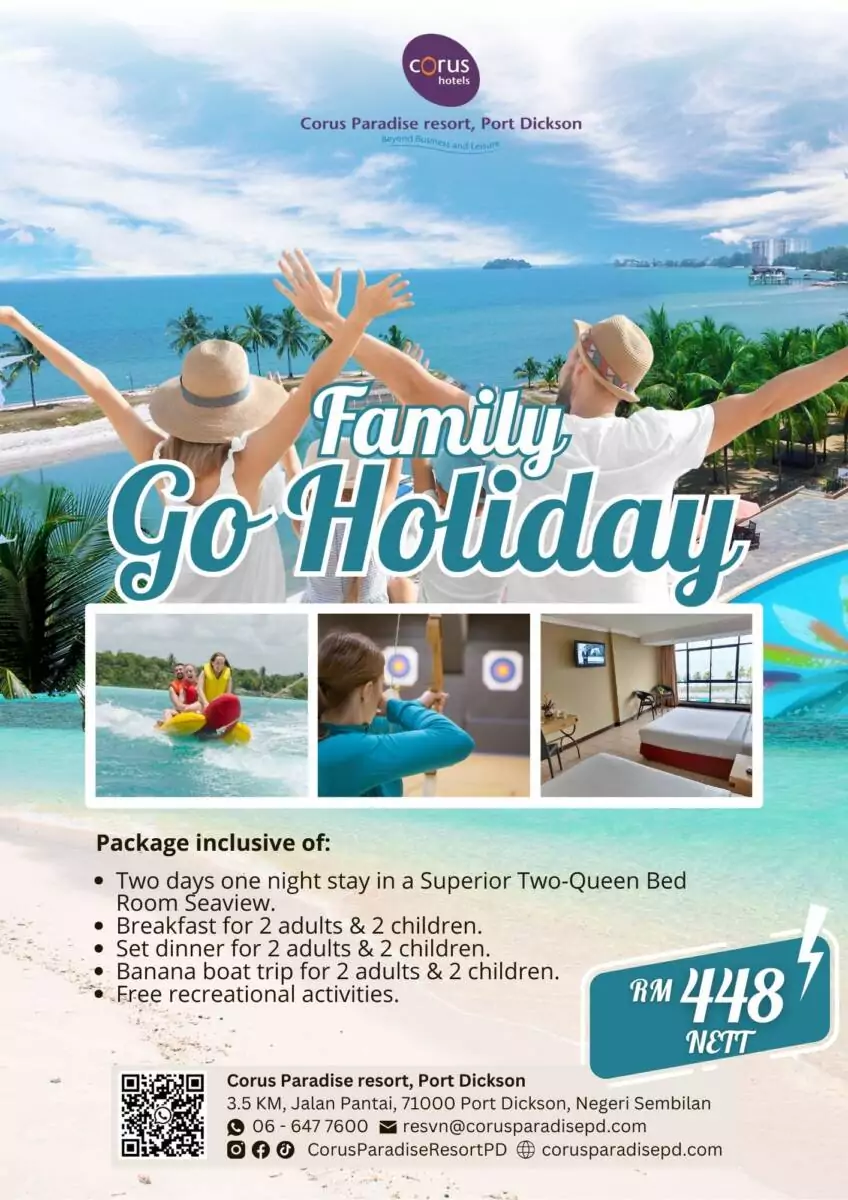 corus
hotels
Corus Paradise resort, Port Dickson
Beyond Business and Leisure
Family
Go Holiday
Package inclusive of:
• Two days one night stay in a Superior Two-Queen Bed
Room Seaview.
• Breakfast for 2 adults & 2 children.
• Set dinner for 2 adults & 2 children.
• Banana boat trip for 2 adults & 2 children.
• Free recreational activities.
RM 448
NETT
Corus Paradise resort, Port Dickson
3.5 KM, Jalan Pantai, 71000 Port Dickson, Negeri Sembilan
06 - 647 7600 resvn@corusparadisepd.com
CorusParadiseResortPD corusparadisepd.com